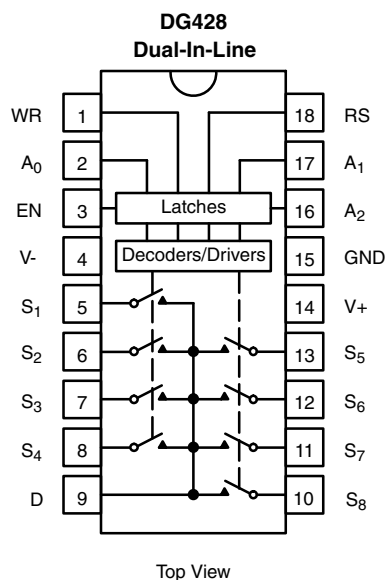 DG428
Dual-In-Line
WR 1 18 RS
A0 2 17 A1
EN 3 Latches 16 A2
V- 4 Decoders/Drivers 15 GND
S1 5 14 V+
S2 6 13 S5
S3 7 12 S6
S4 8 11 S7
D 9 10 S8
Top View